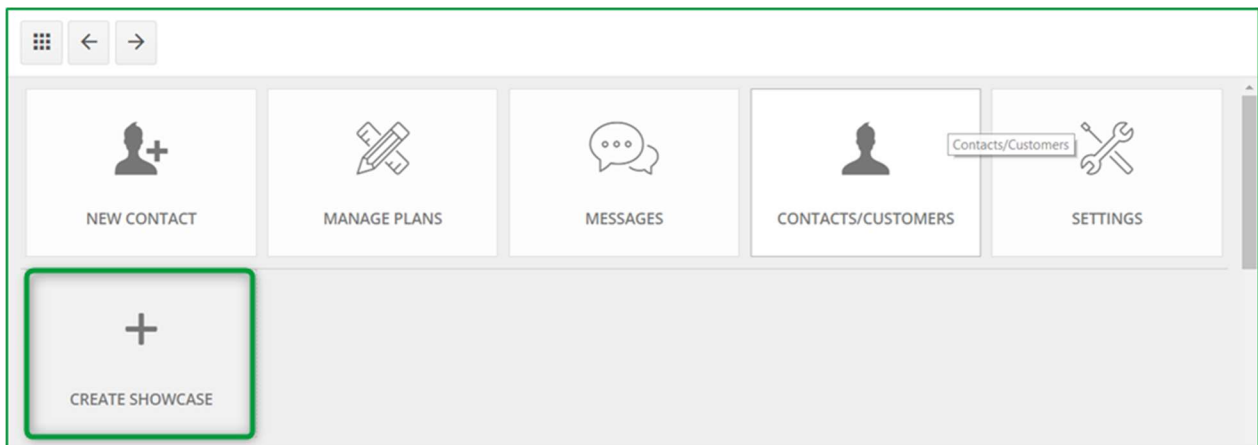 NEW CONTACT
MANAGE PLANS
MESSAGES
CONTACTS/CUSTOMERS
Contacts/Customers
SETTINGS
CREATE SHOWCASE